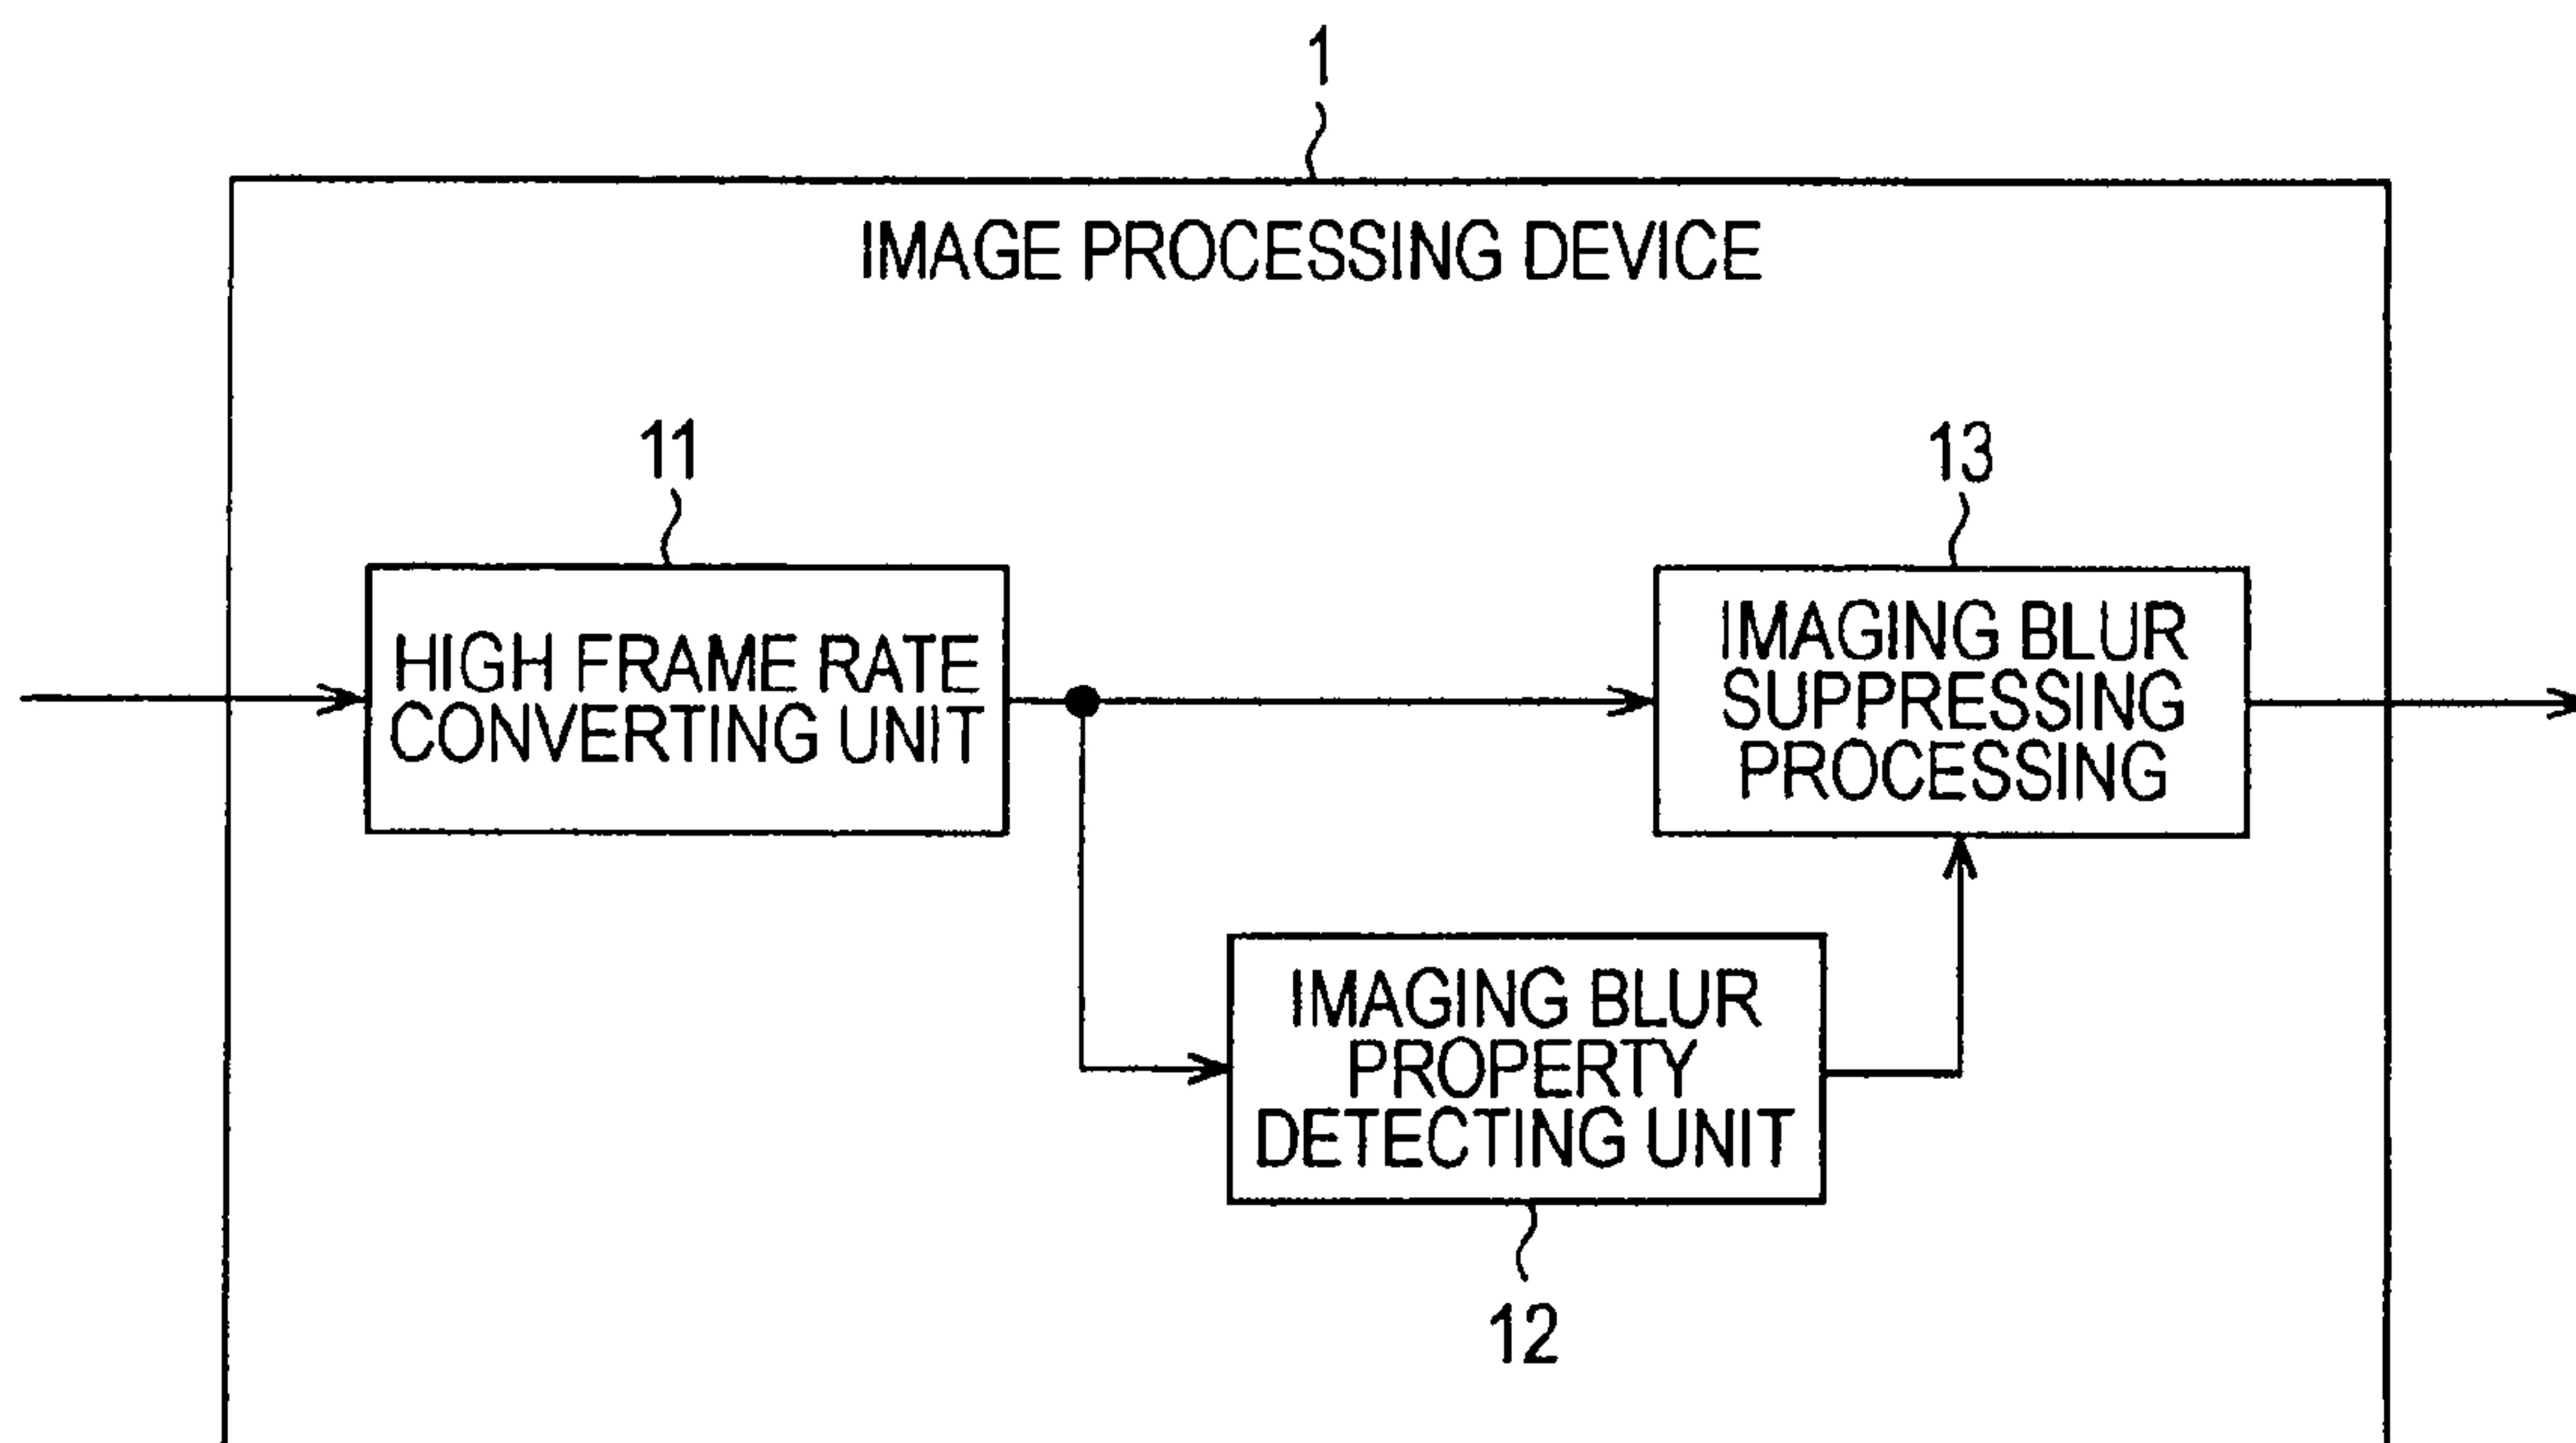 1
IMAGE PROCESSING DEVICE
11
13
HIGH FRAME RATE
CONVERTING UNIT
IMAGING BLUR
SUPPRESSING
PROCESSING
IMAGING BLUR
PROPERTY
DETECTING UNIT
12